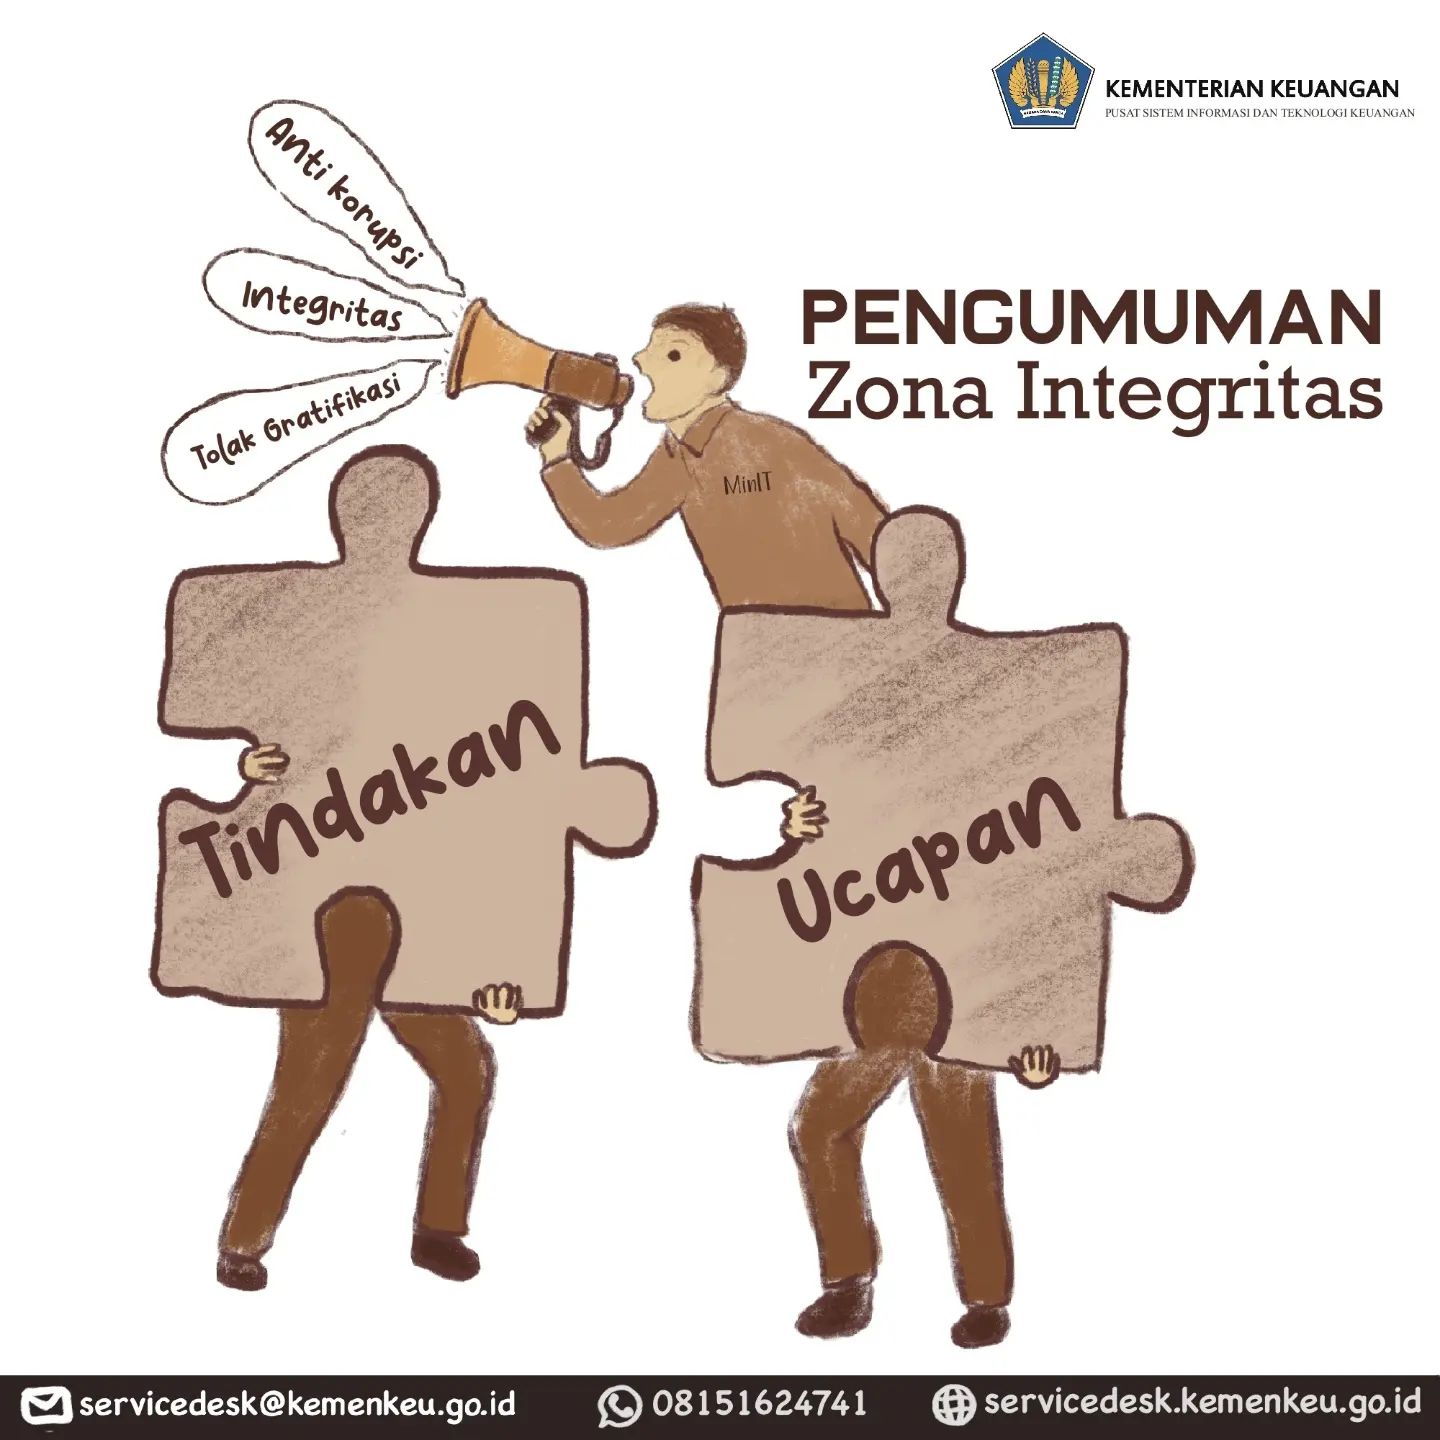 KEMENTERIAN KEUANGAN
PUSAT SISTEM INFORMASI DAN TEKNOLOGI KEUANGAN
Anti korupsi
Integritas
Tolak Gratifikasi
PENGUMUMAN
Zona Integritas
MinIT
Tindakan
Ucapan
servicedesk@kemenkeu.go.id
08151624741
servicedesk.kemenkeu.go.id